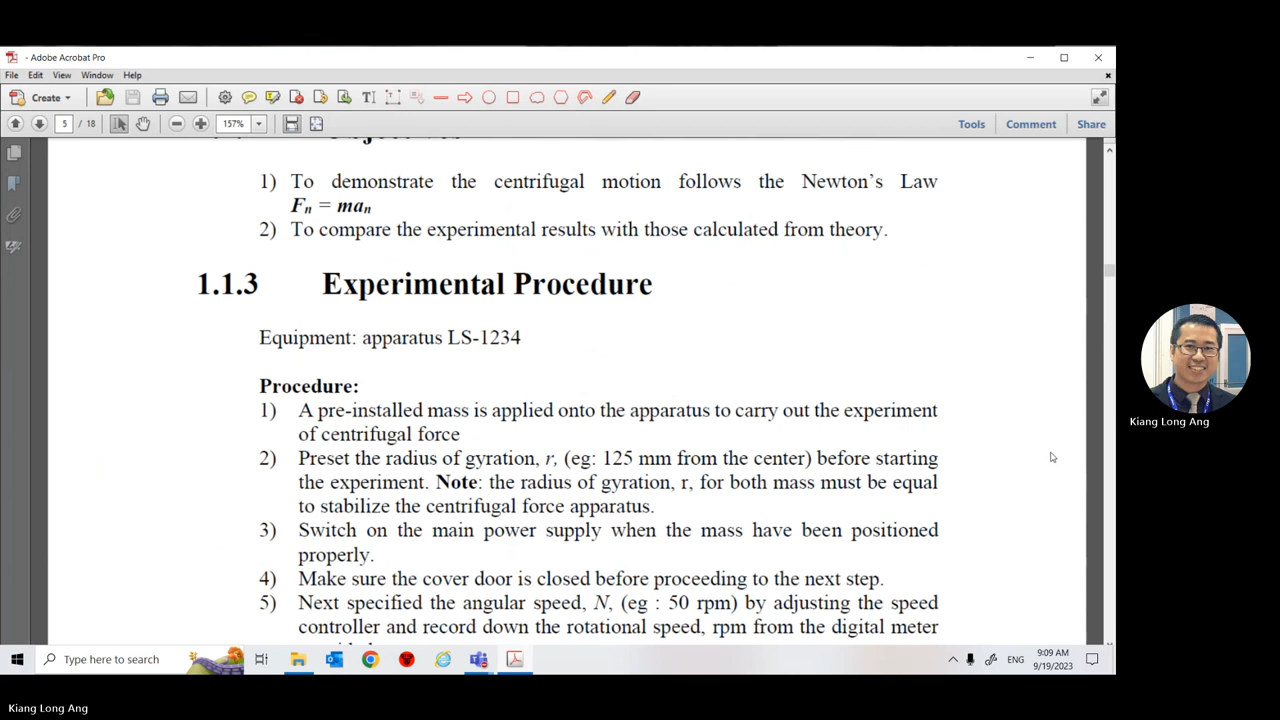 - Adobe Acrobat Pro
File Edit View Window Help
Create
5 / 18 157% Tools Comment Share
1) To demonstrate the centrifugal motion follows the Newton's Law
Fn = man
2) To compare the experimental results with those calculated from theory.
1.1.3 Experimental Procedure
Equipment: apparatus LS-1234
Procedure:
1) A pre-installed mass is applied onto the apparatus to carry out the experiment
of centrifugal force
2) Preset the radius of gyration, r, (eg: 125 mm from the center) before starting
the experiment. Note: the radius of gyration, r, for both mass must be equal
to stabilize the centrifugal force apparatus.
3) Switch on the main power supply when the mass have been positioned
properly.
4) Make sure the cover door is closed before proceeding to the next step.
5) Next specified the angular speed, N, (eg : 50 rpm) by adjusting the speed
controller and record down the rotational speed, rpm from the digital meter
Kiang Long Ang
Type here to search
ENG
9:09 AM
9/19/2023
Kiang Long Ang